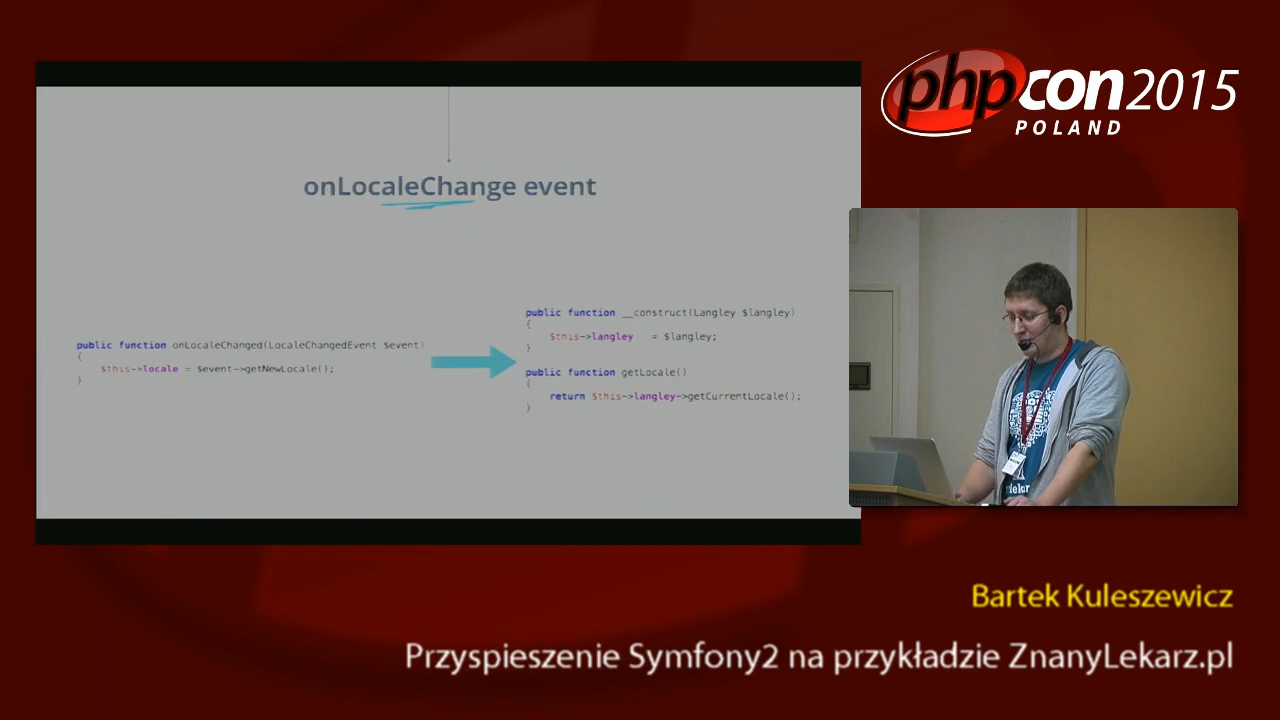 phpcon2015
POLAND
onLocaleChange event
public function onLocaleChanged(LocaleChangedEvent $event)
{
$this->locale = $event->getNewLocale();
}
public function __construct(Langley $langley)
{
$this->langley = $langley;
}
public function getLocale()
{
return $this->langley->getCurrentLocale();
}
Bartek Kuleszewicz
Przyspieszenie Symfony2 na przykładzie ZnanyLekarz.pl